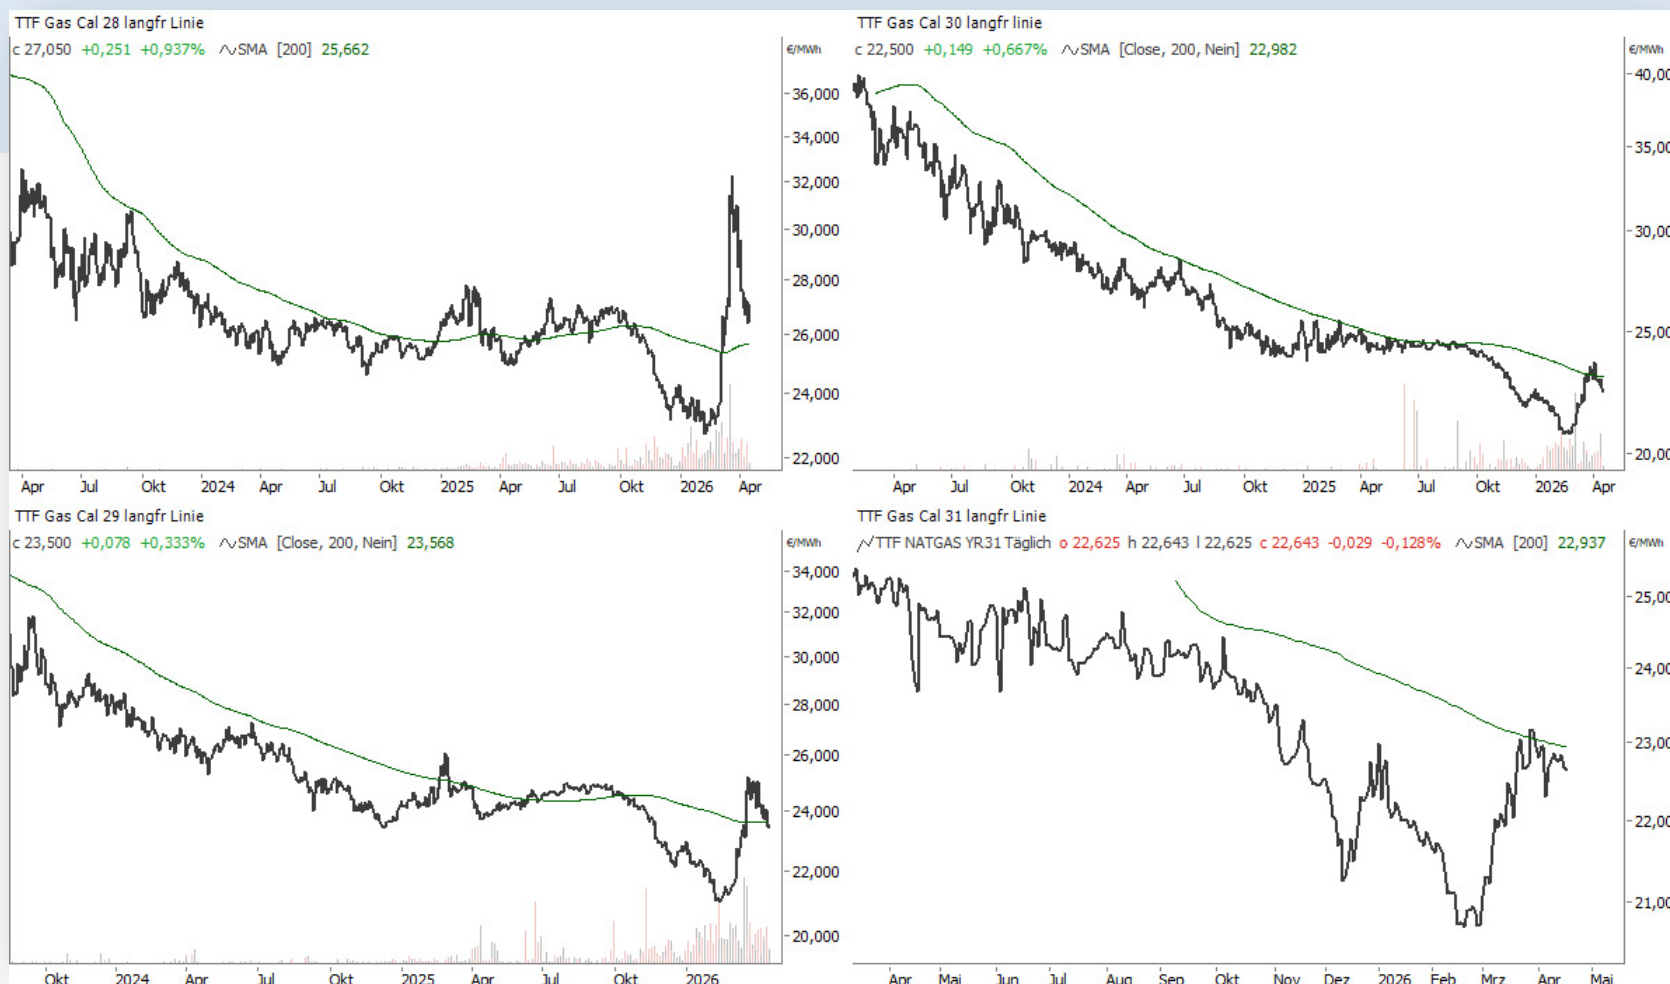 TTF Gas Cal 28 langfr Linie
c 27,050 +0,251 +0,937% SMA [200] 25,662
€/MWh
36,000
34,000
32,000
30,000
28,000
26,000
24,000
22,000
Apr Jul Okt 2024 Apr Jul Okt 2025 Apr Jul Okt 2026 Apr
TTF Gas Cal 30 langfr linie
c 22,500 +0,149 +0,667% SMA [Close, 200, Nein] 22,982
€/MWh
40,00
35,00
30,00
25,00
20,00
Apr Jul Okt 2024 Apr Jul Okt 2025 Apr Jul Okt 2026 Apr
TTF Gas Cal 29 langfr Linie
c 23,500 +0,078 +0,333% SMA [Close, 200, Nein] 23,568
€/MWh
34,000
32,000
30,000
28,000
26,000
24,000
22,000
20,000
Okt 2024 Apr Jul Okt 2025 Apr Jul Okt 2026
TTF Gas Cal 31 langfr Linie
TTF NATGAS YR31 Täglich o 22,625 h 22,643 l 22,625 c 22,643 -0,029 -0,128% SMA [200] 22,937
€/MWh
25,00
24,00
23,00
22,00
21,00
Apr Mai Jun Jul Aug Sep Okt Nov Dez 2026 Feb Mrz Apr Mai